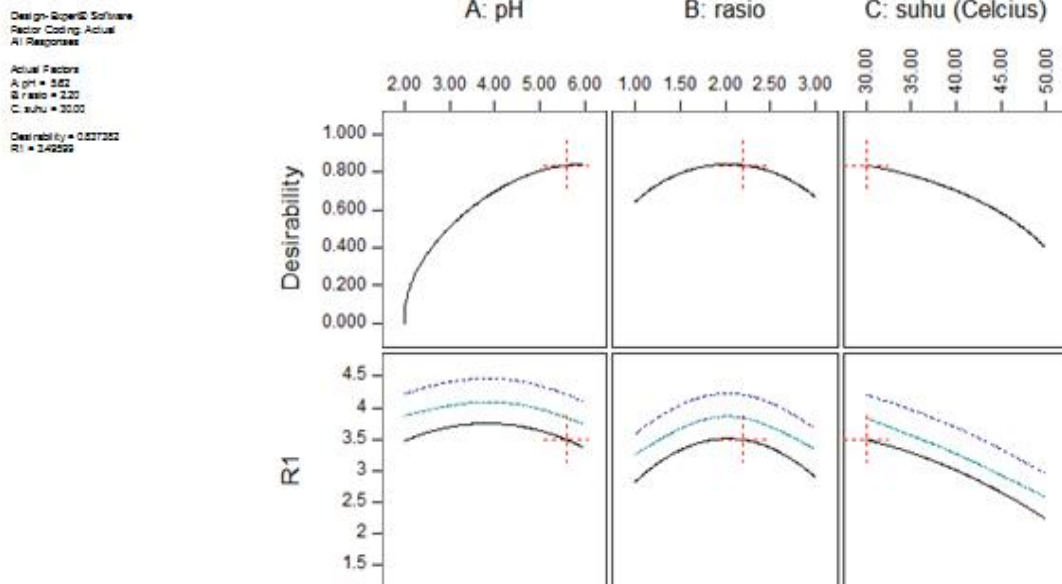 Design-Expert® Software
Factor Coding: Actual
All Responses
Actual Factors
A: pH = 5.62
B: rasio = 2.20
C: suhu = 30.00
Desirability = 0.837382
R1 =
A: pH
B: rasio
C: suhu (Celcius)
2.00 3.00 4.00 5.00 6.00
1.00 1.50 2.00 2.50 3.00
30.00 35.00 40.00 45.00 50.00
Desirability
1.000
0.800
0.600
0.400
0.200
0.000
R1
4.5
4
3.5
3
2.5
2
1.5